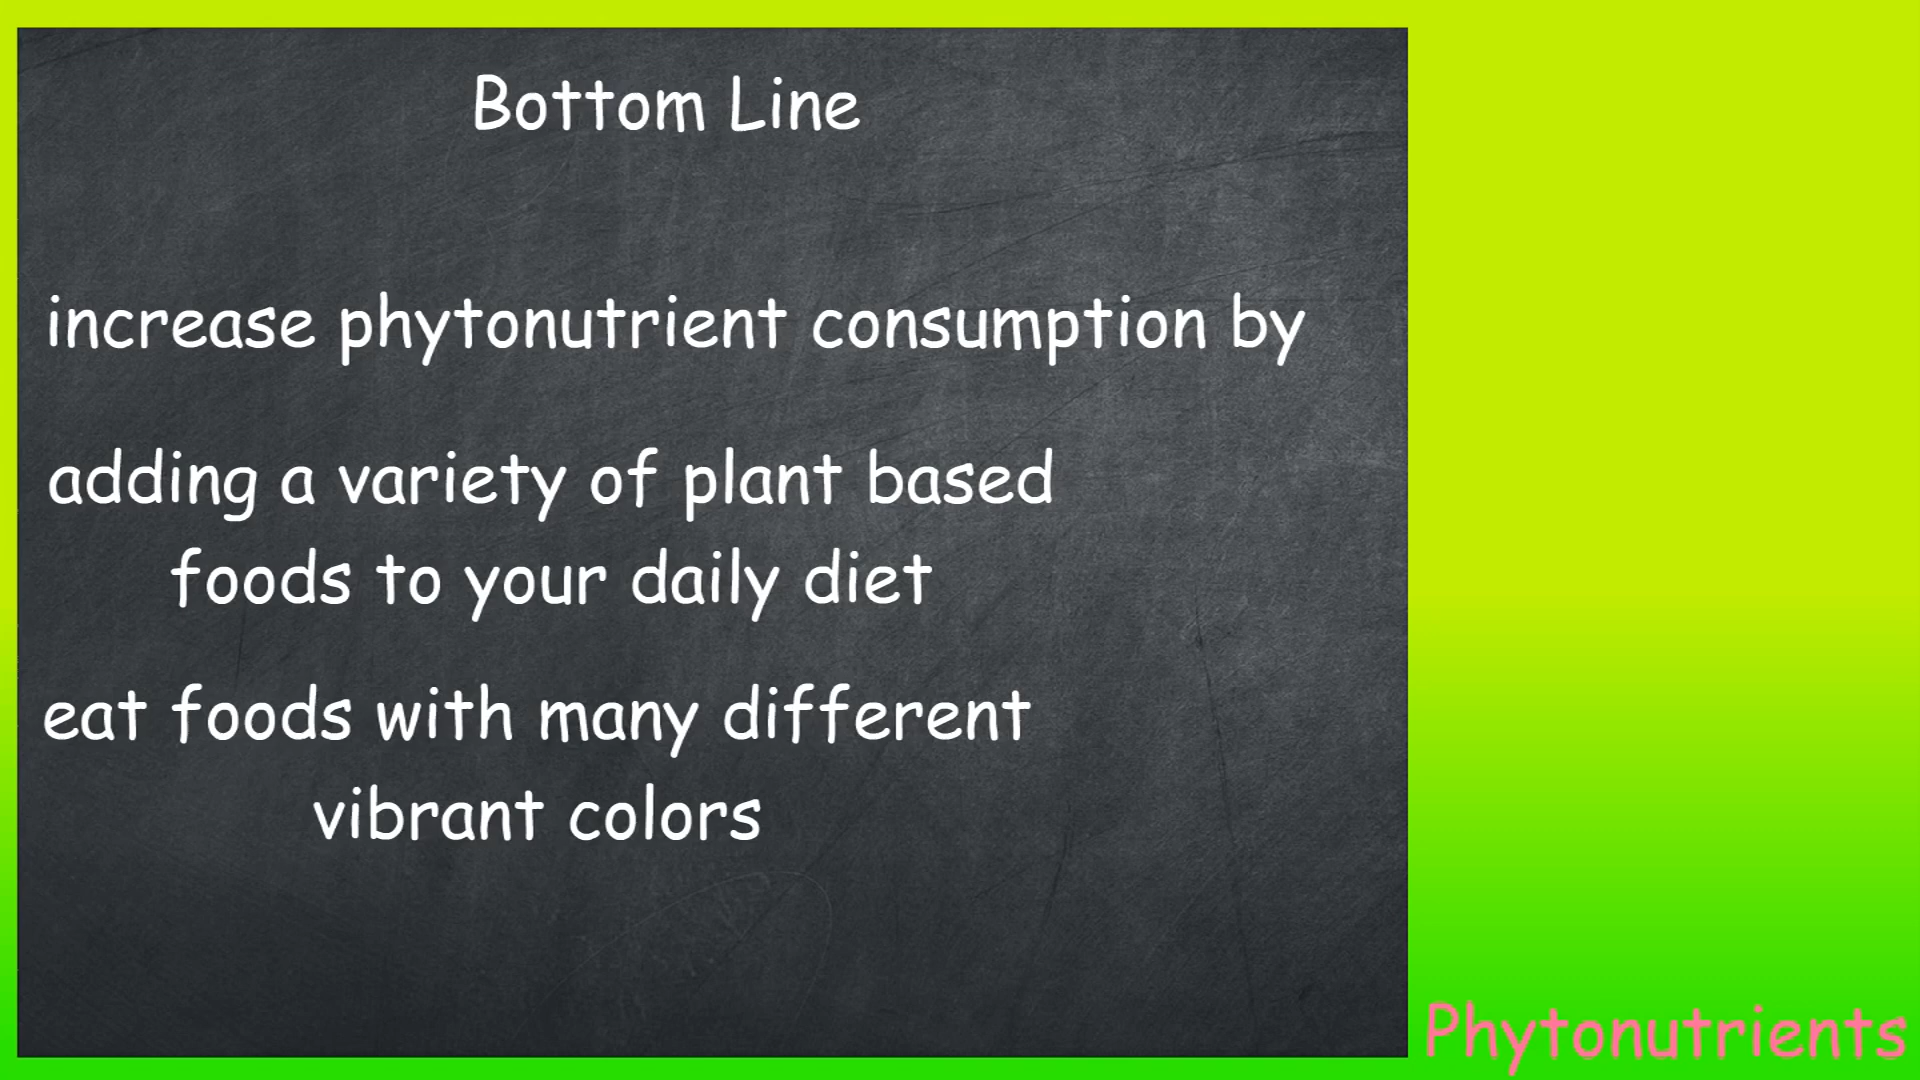 Bottom Line
increase phytonutrient consumption by
adding a variety of plant based
foods to your daily diet
eat foods with many different
vibrant colors
Phytonutrients